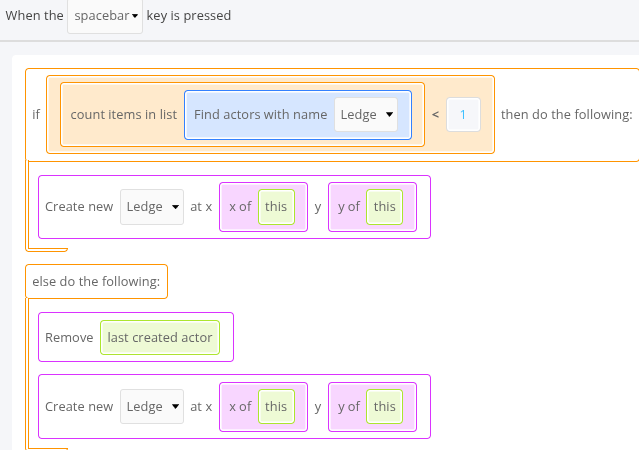 When the spacebar key is pressed
if count items in list Find actors with name Ledge < 1 then do the following:
Create new Ledge at x x of this y y of this
else do the following:
Remove last created actor
Create new Ledge at x x of this y y of this